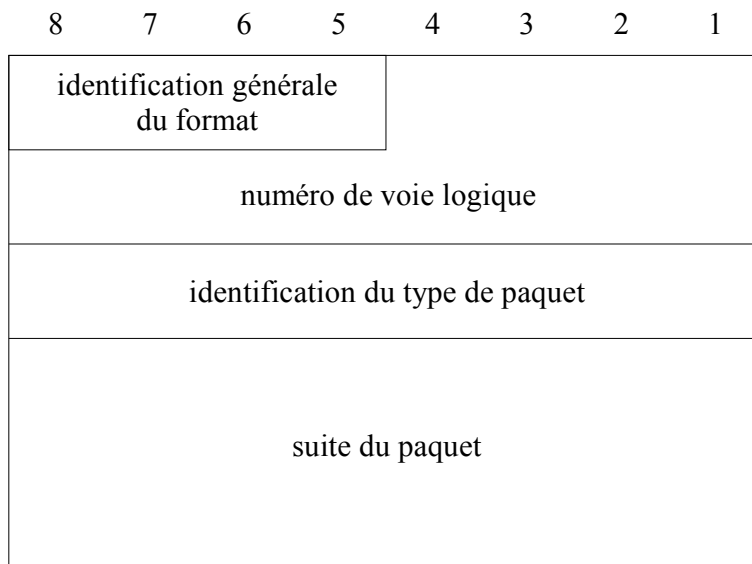 8 7 6 5 4 3 2 1
identification générale
du format
numéro de voie logique
identification du type de paquet
suite du paquet